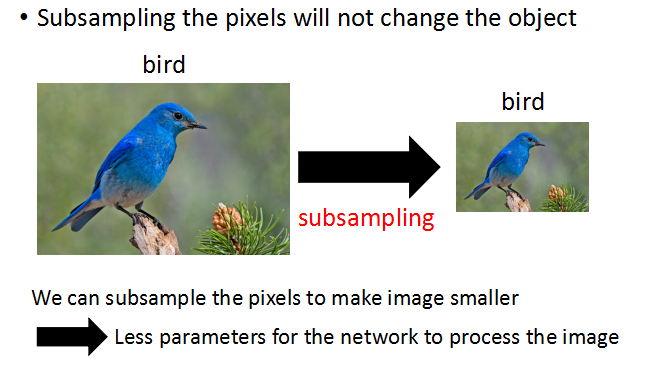 • Subsampling the pixels will not change the object
bird
bird
subsampling
We can subsample the pixels to make image smaller
Less parameters for the network to process the image